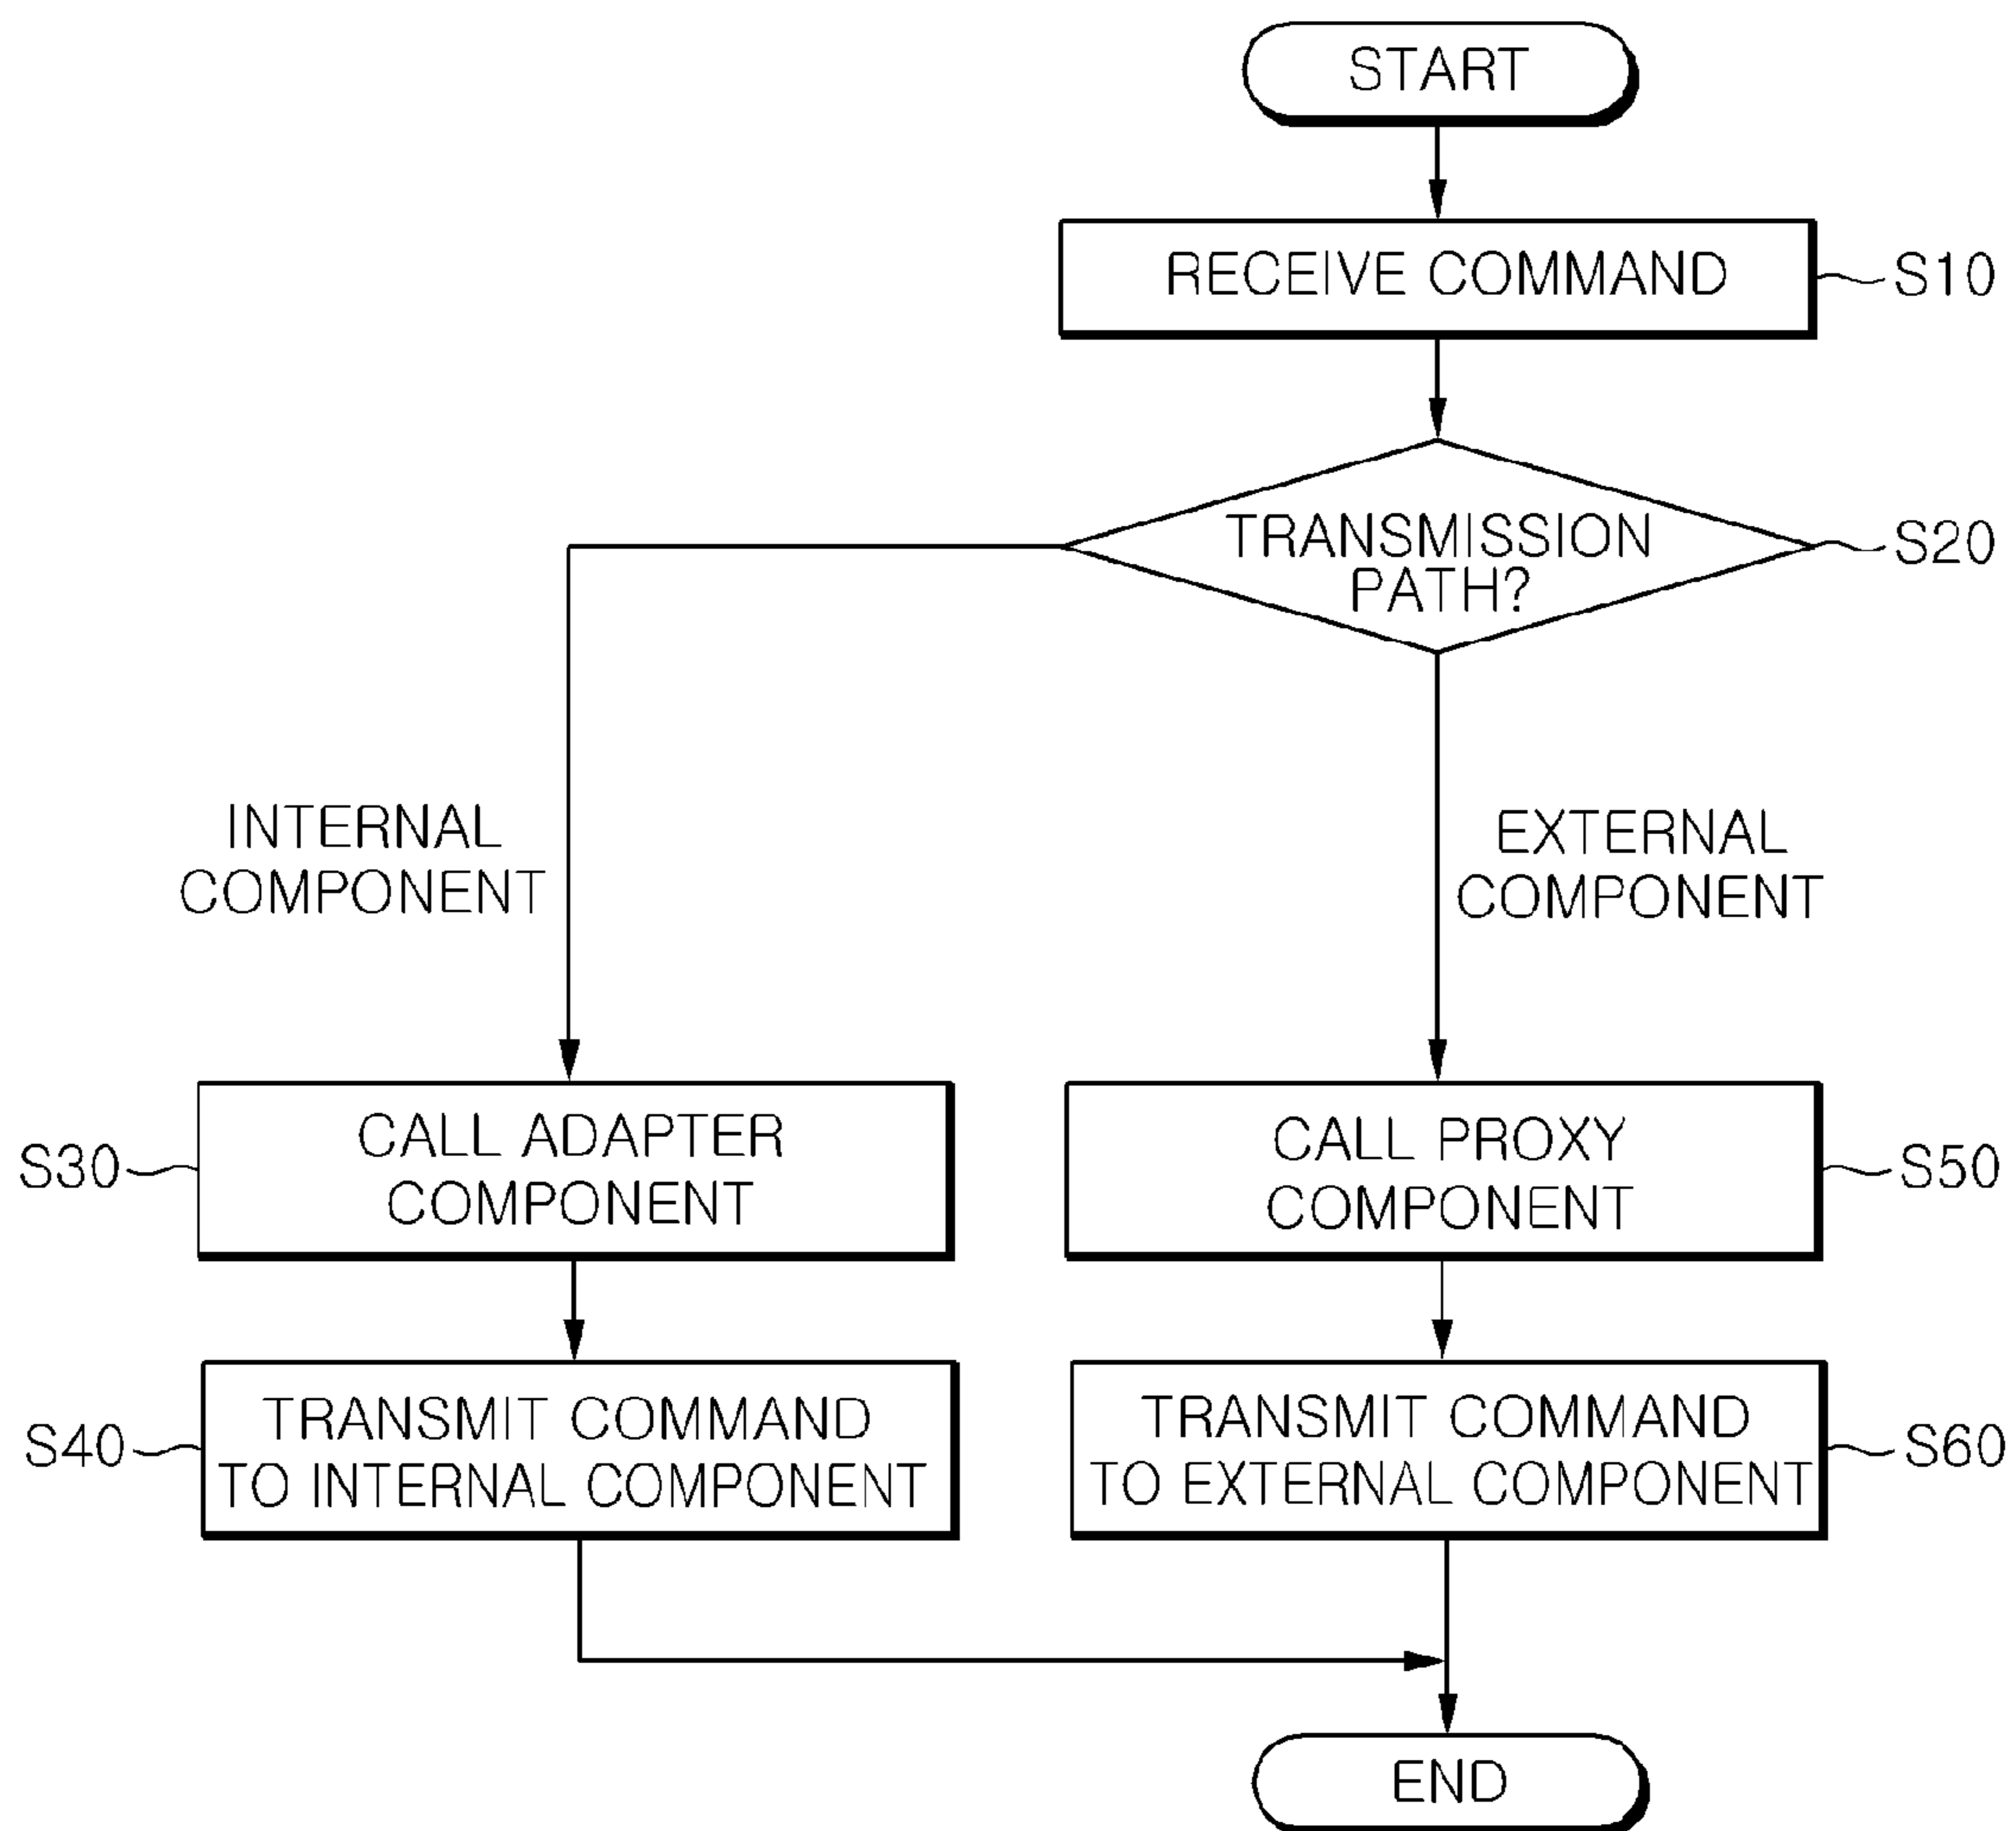 START
RECEIVE COMMAND
S10
TRANSMISSION
PATH?
S20
INTERNAL
COMPONENT
EXTERNAL
COMPONENT
S30
CALL ADAPTER
COMPONENT
CALL PROXY
COMPONENT
S50
S40
TRANSMIT COMMAND
TO INTERNAL COMPONENT
TRANSMIT COMMAND
TO EXTERNAL COMPONENT
S60
END